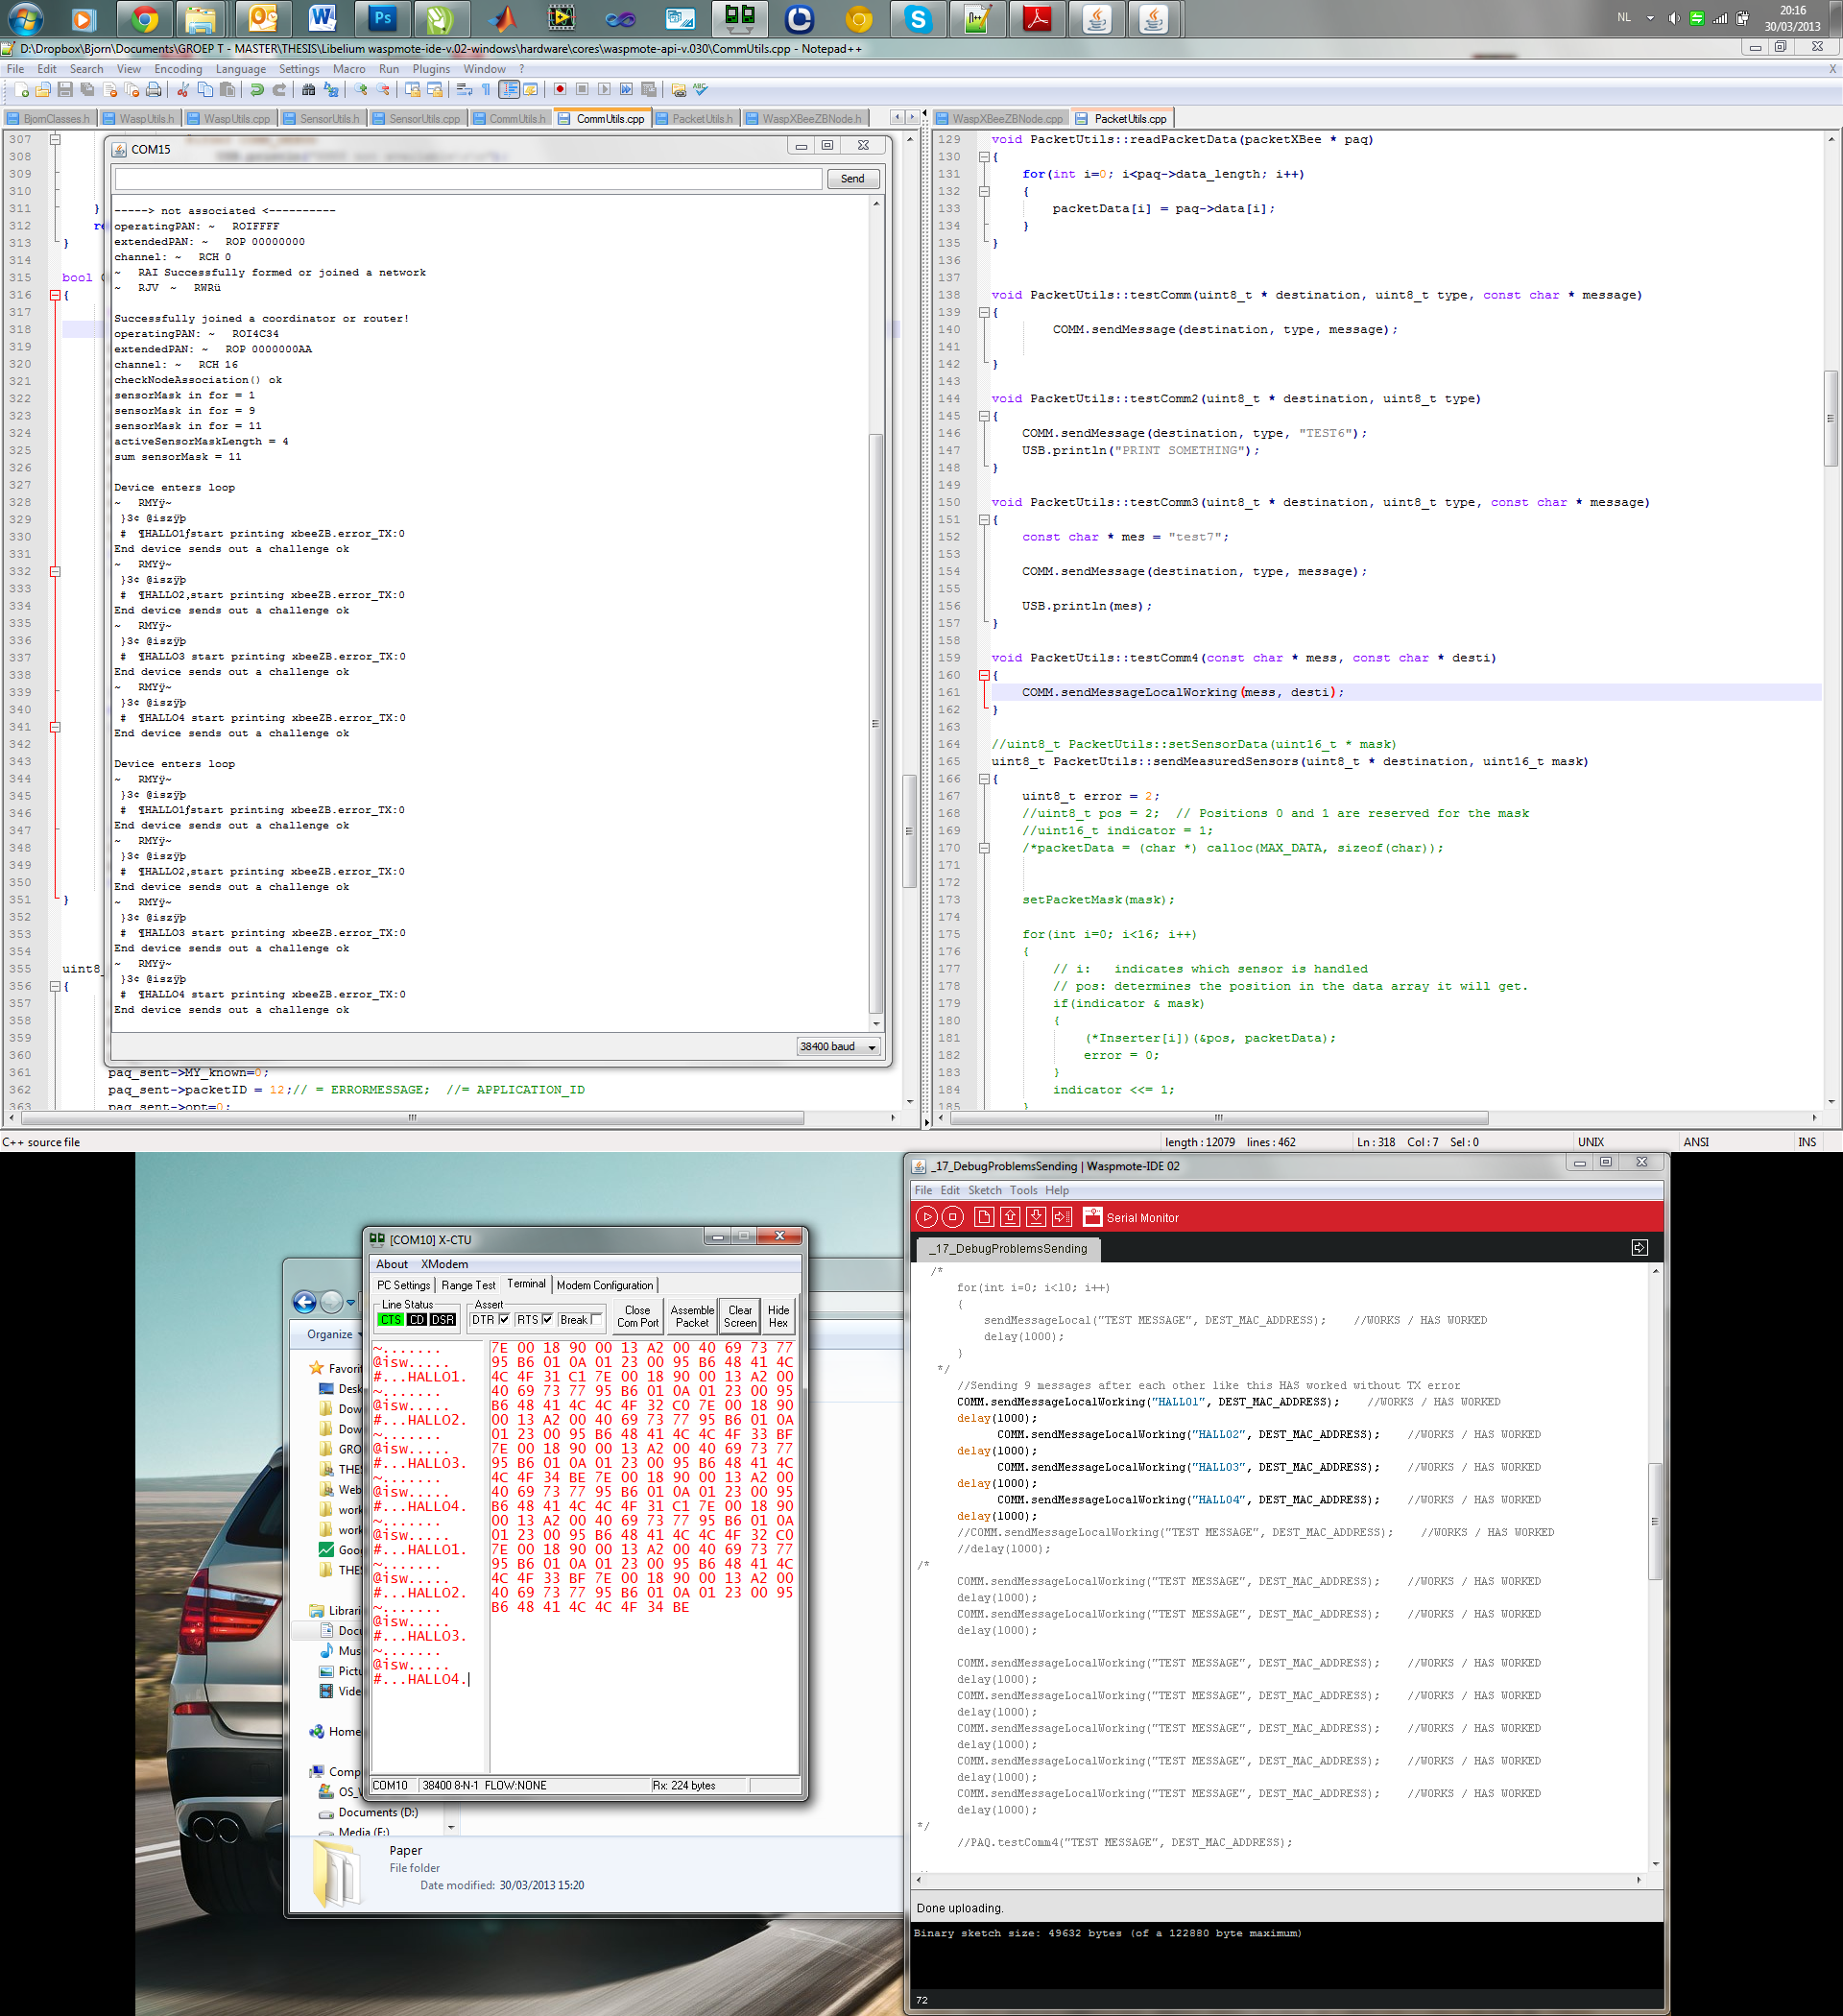 NL
20:16
30/03/2013
D:\Dropbox\Bjorn\Documents\GROEP T - MASTER\THESIS\Libelium waspmote-ide-v.02-windows\hardware\cores\waspmote-api-v.030\CommUtils.cpp - Notepad++
File Edit Search View Encoding Language Settings Macro Run Plugins Window ?
X
BjornClasses.h WaspUtils.h WaspUtils.cpp SensorUtils.h SensorUtils.cpp CommUtils.h CommUtils.cpp PacketUtils.h WaspXBeeZBNode.h
WaspXBeeZBNode.cpp PacketUtils.cpp
COM15
Send
-----> not associated <----------
operatingPAN: ~ ROIFFFF
extendedPAN: ~ ROP 00000000
channel: ~ RCH 0
~ RAI Successfully formed or joined a network
~ RJV ~ RWRü
Successfully joined a coordinator or router!
operatingPAN: ~ ROI4C34
extendedPAN: ~ ROP 0000000AA
channel: ~ RCH 16
checkNodeAssociation() ok
sensorMask in for = 1
sensorMask in for = 9
sensorMask in for = 11
activeSensorMaskLength = 4
sum sensorMask = 11
Device enters loop
~ RMYÿ~
}3¢ @iszÿþ
# ¶HALLO1ƒstart printing xbeeZB.error_TX:0
End device sends out a challenge ok
~ RMYÿ~
}3¢ @iszÿþ
# ¶HALLO2,start printing xbeeZB.error_TX:0
End device sends out a challenge ok
~ RMYÿ~
}3¢ @iszÿþ
# ¶HALLO3 start printing xbeeZB.error_TX:0
End device sends out a challenge ok
~ RMYÿ~
}3¢ @iszÿþ
# ¶HALLO4 start printing xbeeZB.error_TX:0
End device sends out a challenge ok
Device enters loop
~ RMYÿ~
}3¢ @iszÿþ
# ¶HALLO1ƒstart printing xbeeZB.error_TX:0
End device sends out a challenge ok
~ RMYÿ~
}3¢ @iszÿþ
# ¶HALLO2,start printing xbeeZB.error_TX:0
End device sends out a challenge ok
~ RMYÿ~
}3¢ @iszÿþ
# ¶HALLO3 start printing xbeeZB.error_TX:0
End device sends out a challenge ok
~ RMYÿ~
}3¢ @iszÿþ
# ¶HALLO4 start printing xbeeZB.error_TX:0
End device sends out a challenge ok
38400 baud
307
308
309
310
311 }
312 re
313 }
314
315 bool
316 {
317
318
319
320
321
322
323
324
325
326
327
328
329
330
331
332
333
334
335
336
337
338
339
340
341
342
343
344
345
346
347
348
349
350
351 }
352
353
354
355 uint8_
356 {
357
358
359
360
361 paq_sent->MY_known=0;
362 paq_sent->packetID = 12;// = ERRORMESSAGE; //= APPLICATION_ID
363 paq_sent->opt=0;
129 void PacketUtils::readPacketData(packetXBee * paq)
130 {
131 for(int i=0; i<paq->data_length; i++)
132 {
133 packetData[i] = paq->data[i];
134 }
135 }
136
137
138 void PacketUtils::testComm(uint8_t * destination, uint8_t type, const char * message)
139 {
140 COMM.sendMessage(destination, type, message);
141
142 }
143
144 void PacketUtils::testComm2(uint8_t * destination, uint8_t type)
145 {
146 COMM.sendMessage(destination, type, "TEST6");
147 USB.println("PRINT SOMETHING");
148 }
149
150 void PacketUtils::testComm3(uint8_t * destination, uint8_t type, const char * message)
151 {
152 const char * mes = "test7";
153
154 COMM.sendMessage(destination, type, message);
155
156 USB.println(mes);
157 }
158
159 void PacketUtils::testComm4(const char * mess, const char * desti)
160 {
161 COMM.sendMessageLocalWorking(mess, desti);
162 }
163
164 //uint8_t PacketUtils::setSensorData(uint16_t * mask)
165 uint8_t PacketUtils::sendMeasuredSensors(uint8_t * destination, uint16_t mask)
166 {
167 uint8_t error = 2;
168 //uint8_t pos = 2; // Positions 0 and 1 are reserved for the mask
169 //uint16_t indicator = 1;
170 /*packetData = (char *) calloc(MAX_DATA, sizeof(char));
171
172
173 setPacketMask(mask);
174
175 for(int i=0; i<16; i++)
176 {
177 // i: indicates which sensor is handled
178 // pos: determines the position in the data array it will get.
179 if(indicator & mask)
180 {
181 (*Inserter[i])(&pos, packetData);
182 error = 0;
183 }
184 indicator <<= 1;
185 }
C++ source file
length : 12079 lines : 462
Ln : 318 Col : 7 Sel : 0
UNIX
ANSI
INS
Organize
Favorit
Desk
Dow
Dow
GRO
THE
Web
work
work
Goo
THE
Librari
Docu
Mus
Pictu
Vide
Home
Comp
OS_V
Documents (D:)
Media (F:)
Paper
File folder
Date modified: 30/03/2013 15:20
[COM10] X-CTU
About XModem
PC Settings Range Test Terminal Modem Configuration
Line Status
CTS CD DSR
Assert
DTR RTS Break
Close Com Port
Assemble Packet
Clear Screen
Hide Hex
~.......
@isw.....
#...HALLO1.
~.......
@isw.....
#...HALLO2.
~.......
@isw.....
#...HALLO3.
~.......
@isw.....
#...HALLO4.
~.......
@isw.....
#...HALLO1.
~.......
@isw.....
#...HALLO2.
~.......
@isw.....
#...HALLO3.
~.......
@isw.....
#...HALLO4.
7E 00 18 90 00 13 A2 00 40 69 73 77
95 B6 01 0A 01 23 00 95 B6 48 41 4C
4C 4F 31 C1 7E 00 18 90 00 13 A2 00
40 69 73 77 95 B6 01 0A 01 23 00 95
B6 48 41 4C 4C 4F 32 C0 7E 00 18 90
00 13 A2 00 40 69 73 77 95 B6 01 0A
01 23 00 95 B6 48 41 4C 4C 4F 33 BF
7E 00 18 90 00 13 A2 00 40 69 73 77
95 B6 01 0A 01 23 00 95 B6 48 41 4C
4C 4F 34 BE 7E 00 18 90 00 13 A2 00
40 69 73 77 95 B6 01 0A 01 23 00 95
B6 48 41 4C 4C 4F 31 C1 7E 00 18 90
00 13 A2 00 40 69 73 77 95 B6 01 0A
01 23 00 95 B6 48 41 4C 4C 4F 32 C0
7E 00 18 90 00 13 A2 00 40 69 73 77
95 B6 01 0A 01 23 00 95 B6 48 41 4C
4C 4F 33 BF 7E 00 18 90 00 13 A2 00
40 69 73 77 95 B6 01 0A 01 23 00 95
B6 48 41 4C 4C 4F 34 BE
COM10 38400 8-N-1 FLOW:NONE Rx: 224 bytes
_17_DebugProblemsSending | Waspmote-IDE 02
File Edit Sketch Tools Help
Serial Monitor
_17_DebugProblemsSending
/*
for(int i=0; i<10; i++)
{
sendMessageLocal("TEST MESSAGE", DEST_MAC_ADDRESS); //WORKS / HAS WORKED
delay(1000);
}
*/
//Sending 9 messages after each other like this HAS worked without TX error
COMM.sendMessageLocalWorking("HALLO1", DEST_MAC_ADDRESS); //WORKS / HAS WORKED
delay(1000);
COMM.sendMessageLocalWorking("HALLO2", DEST_MAC_ADDRESS); //WORKS / HAS WORKED
delay(1000);
COMM.sendMessageLocalWorking("HALLO3", DEST_MAC_ADDRESS); //WORKS / HAS WORKED
delay(1000);
COMM.sendMessageLocalWorking("HALLO4", DEST_MAC_ADDRESS); //WORKS / HAS WORKED
delay(1000);
//COMM.sendMessageLocalWorking("TEST MESSAGE", DEST_MAC_ADDRESS); //WORKS / HAS WORKED
//delay(1000);
/*
COMM.sendMessageLocalWorking("TEST MESSAGE", DEST_MAC_ADDRESS); //WORKS / HAS WORKED
delay(1000);
COMM.sendMessageLocalWorking("TEST MESSAGE", DEST_MAC_ADDRESS); //WORKS / HAS WORKED
delay(1000);
COMM.sendMessageLocalWorking("TEST MESSAGE", DEST_MAC_ADDRESS); //WORKS / HAS WORKED
delay(1000);
COMM.sendMessageLocalWorking("TEST MESSAGE", DEST_MAC_ADDRESS); //WORKS / HAS WORKED
delay(1000);
COMM.sendMessageLocalWorking("TEST MESSAGE", DEST_MAC_ADDRESS); //WORKS / HAS WORKED
delay(1000);
COMM.sendMessageLocalWorking("TEST MESSAGE", DEST_MAC_ADDRESS); //WORKS / HAS WORKED
delay(1000);
COMM.sendMessageLocalWorking("TEST MESSAGE", DEST_MAC_ADDRESS); //WORKS / HAS WORKED
delay(1000);
*/
//PAQ.testComm4("TEST MESSAGE", DEST_MAC_ADDRESS);
Done uploading.
Binary sketch size: 49632 bytes (of a 122880 byte maximum)
72